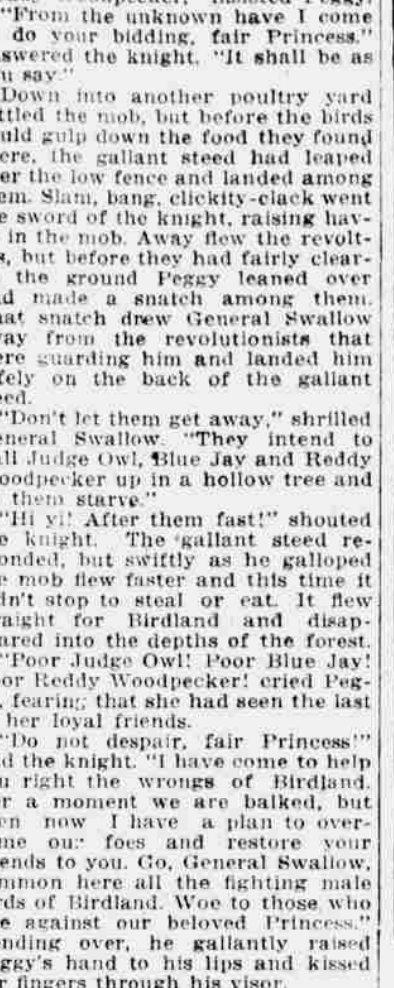 "From the unknown have I come
do your bidding, fair Princess."
swered the knight. "It shall be as
u say."
Down into another poultry yard
ttled the mob, but before the birds
uld gulp down the food they found
ere, the gallant steed had leaped
er the low fence and landed among
em. Slam, bang, clickity-clack went
e sword of the knight, raising hav-
in the mob. Away flew the revolt-
s, but before they had fairly clear-
the ground Peggy leaned over
d made a snatch among them.
at snatch drew General Swallow
ay from the revolutionists that
ere guarding him and landed him
fely on the back of the gallant
eed.
"Don't let them get away," shrilled
eneral Swallow. "They intend to
ll Judge Owl, Blue Jay and Reddy
oodpecker up in a hollow tree and
them starve."
"Hi yi! After them fast!" shouted
e knight. The gallant steed re-
onded, but swiftly as he galloped
e mob flew faster and this time it
dn't stop to steal or eat. It flew
raight for Birdland and disap-
ared into the depths of the forest.
"Poor Judge Owl! Poor Blue Jay!
or Reddy Woodpecker! cried Peg-
, fearing that she had seen the last
her loyal friends.
"Do not despair, fair Princess!"
d the knight. "I have come to help
u right the wrongs of Birdland.
r a moment we are balked, but
en now I have a plan to over-
me our foes and restore your
ends to you. Go, General Swallow,
mmon here all the fighting male
rds of Birdland. Woe to those who
e against our beloved Princess."
nding over, he gallantly raised
ggy's hand to his lips and kissed
r fingers through his visor.